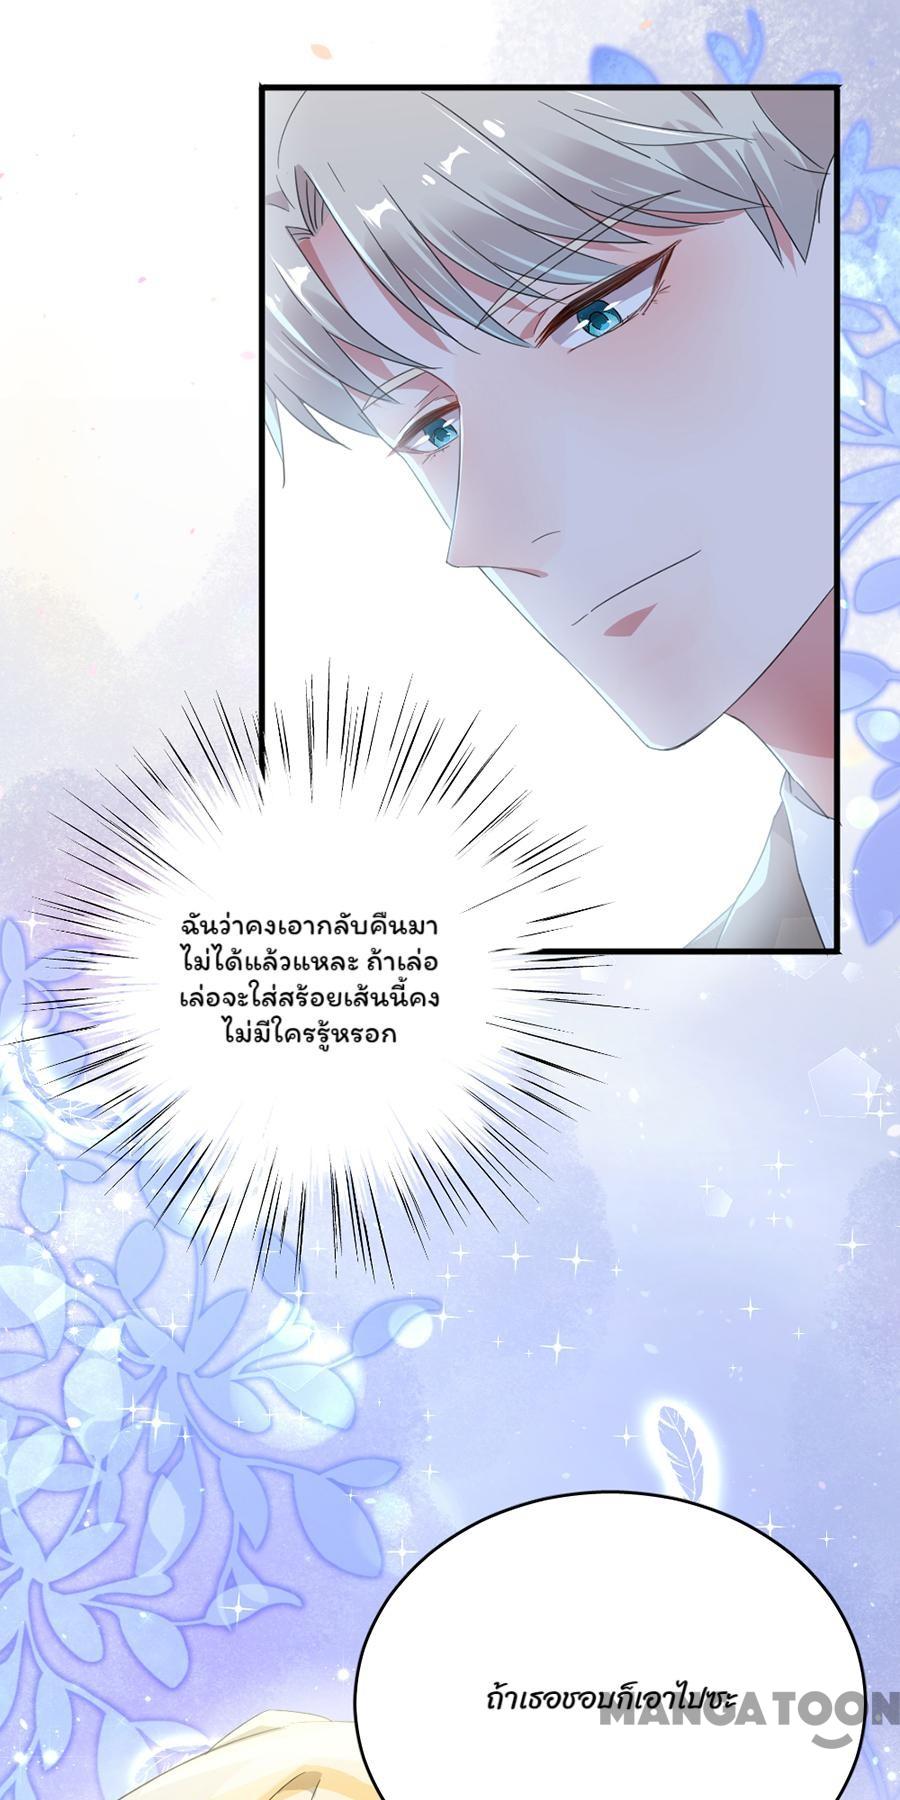 ฉันว่าคงเอากลับคืนมา
ไม่ได้แล้วแหละ ถ้าเล่อ
เล่อจะใส่สร้อยเส้นนี้คง
ไม่มีใครรู้หรอก
ถ้าเธอชอบก็เอาไปซะ
MANGATOON